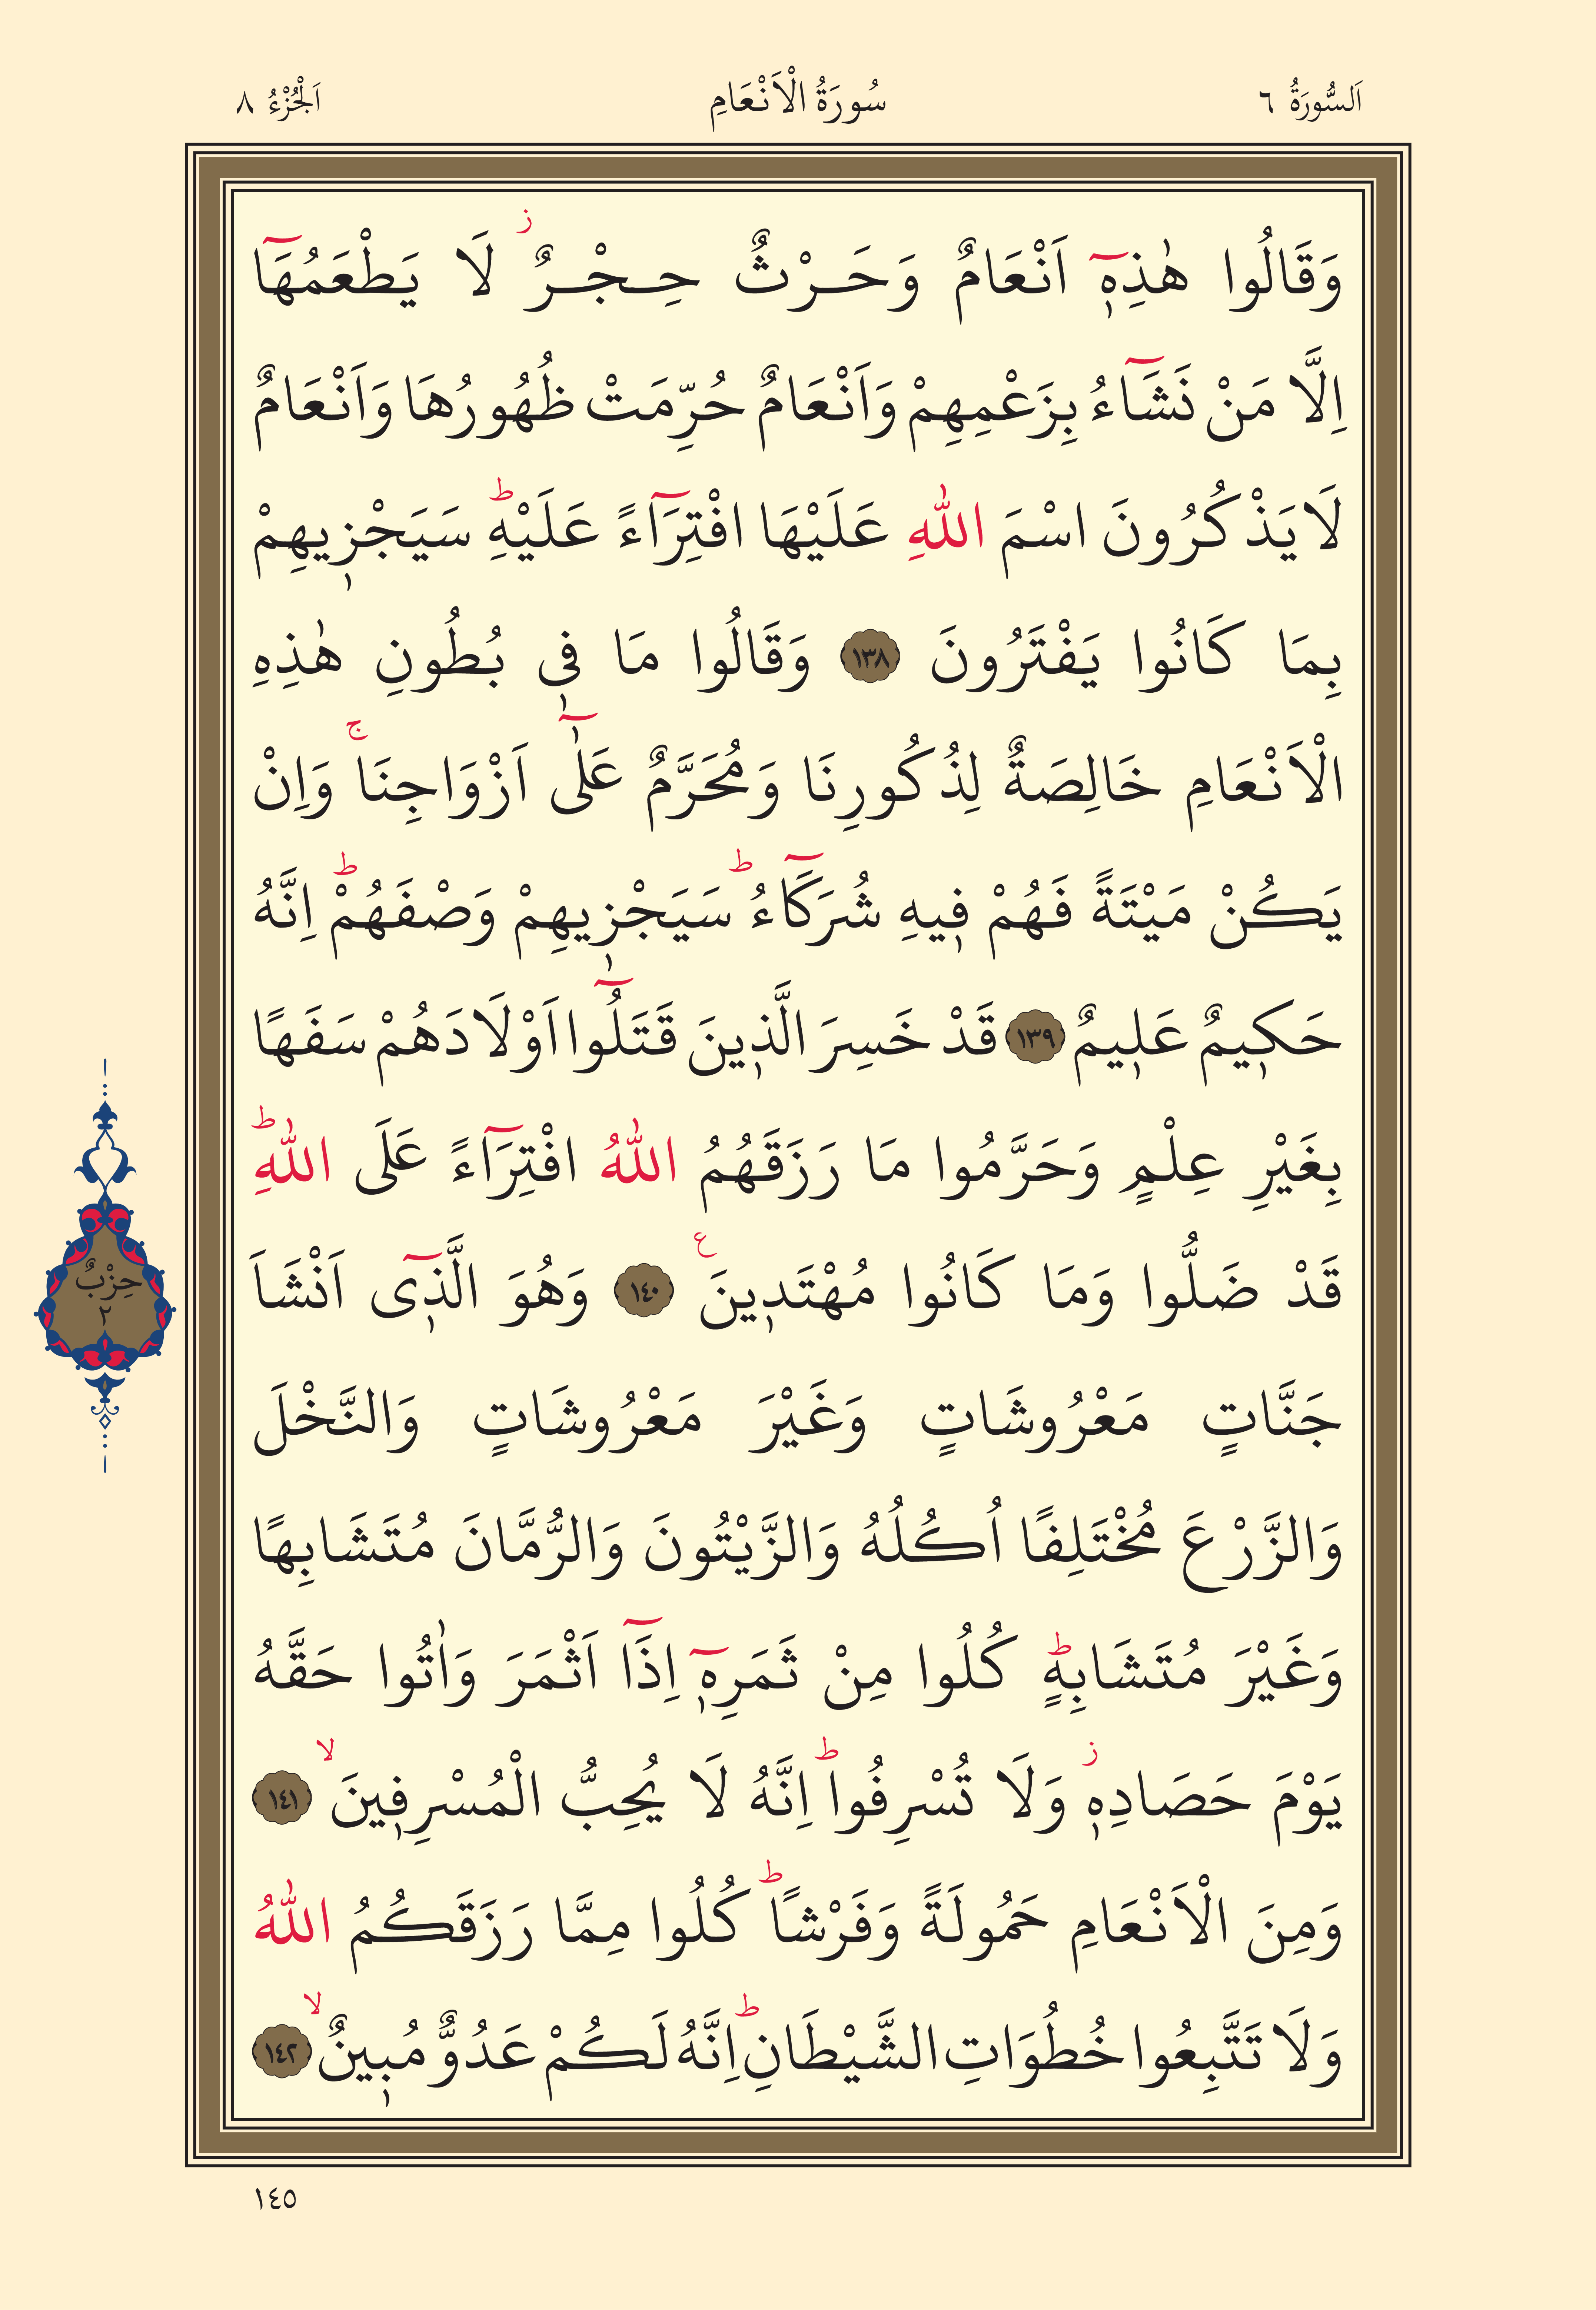 اَلسُّورَةُ ٦ سُورَةُ الْاَنْعَامِ اَلْجُزْءُ ٨
وَقَالُوا هٰذِه۪ٓ اَنْعَامٌ وَحَرْثٌ حِجْرٌۘ ز لَا يَطْعَمُهَٓا
اِلَّا مَنْ نَشَٓاءُ بِزَعْمِهِمْ وَاَنْعَامٌ حُرِّمَتْ ظُهُورُهَا وَاَنْعَامٌ
لَا يَذْكُرُونَ اسْمَ اللّٰهِ عَلَيْهَا افْتِرَٓاءً عَلَيْهِۜ سَيَجْز۪يهِمْ
بِمَا كَانُوا يَفْتَرُونَ ﴿١٣٨﴾ وَقَالُوا مَا ف۪ي بُطُونِ هٰذِهِ
الْاَنْعَامِ خَالِصَةٌ لِذُكُورِنَا وَمُحَرَّمٌ عَلٰٓى اَزْوَاجِنَاۚ وَاِنْ
يَكُنْ مَيْتَةً فَهُمْ ف۪يهِ شُرَكَٓاءُۜ سَيَجْز۪يهِمْ وَصْفَهُمْۜ اِنَّهُ
حَك۪يمٌ عَل۪يمٌ ﴿١٣٩﴾ قَدْ خَسِرَ الَّذ۪ينَ قَتَلُٓوا اَوْلَادَهُمْ سَفَهًا
بِغَيْرِ عِلْمٍ وَحَرَّمُوا مَا رَزَقَهُمُ اللّٰهُ افْتِرَٓاءً عَلَى اللّٰهِۜ
قَدْ ضَلُّوا وَمَا كَانُوا مُهْتَد۪ينَ ع ﴿١٤٠﴾ وَهُوَ الَّذ۪ٓي اَنْشَاَ
جَنَّاتٍ مَعْرُوشَاتٍ وَغَيْرَ مَعْرُوشَاتٍ وَالنَّخْلَ
وَالزَّرْعَ مُخْتَلِفًا اُكُلُهُ وَالزَّيْتُونَ وَالرُّمَّانَ مُتَشَابِهًا
وَغَيْرَ مُتَشَابِهٍۜ كُلُوا مِنْ ثَمَرِه۪ٓ اِذَٓا اَثْمَرَ وَاٰتُوا حَقَّهُ
يَوْمَ حَصَادِه۪ ز وَلَا تُسْرِفُواۜ اِنَّهُ لَا يُحِبُّ الْمُسْرِف۪ينَۙ ﴿١٤١﴾
وَمِنَ الْاَنْعَامِ حَمُولَةً وَفَرْشًاۜ كُلُوا مِمَّا رَزَقَكُمُ اللّٰهُ
وَلَا تَتَّبِعُوا خُطُوَاتِ الشَّيْطَانِۜ اِنَّهُ لَكُمْ عَدُوٌّ مُب۪ينٌۙ ﴿١٤٢﴾
حِزْبٌ
٢
١٤٥